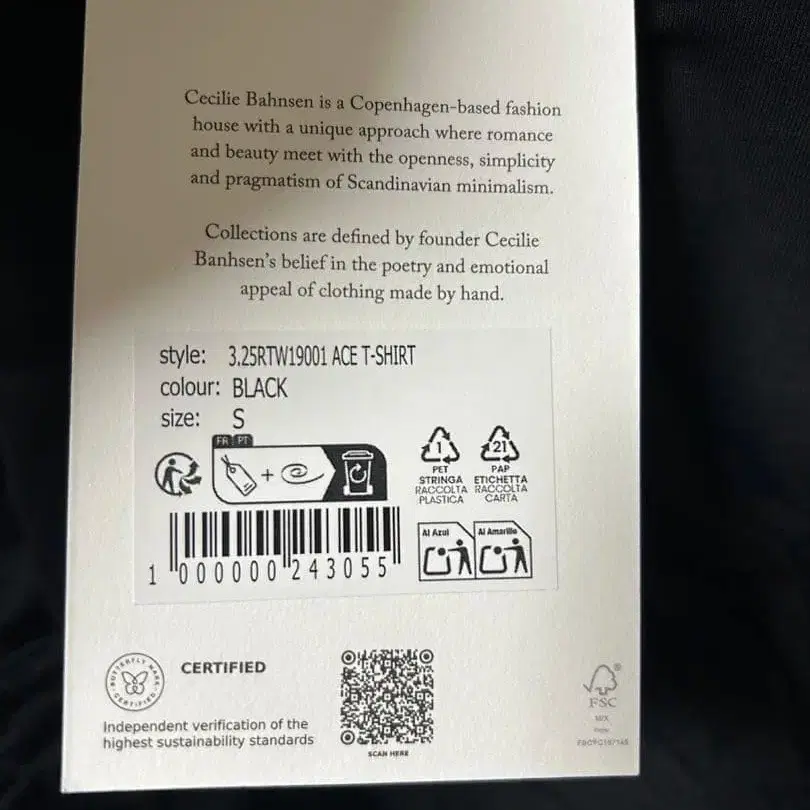 Cecilie Bahnsen is a Copenhagen-based fashion
house with a unique approach where romance
and beauty meet with the openness, simplicity
and pragmatism of Scandinavian minimalism.
Collections are defined by founder Cecilie
Banhsen's belief in the poetry and emotional
appeal of clothing made by hand.
style: 3.25RTW19001 ACE T-SHIRT
colour: BLACK
size: S
FR PT
1
PET
STRINGA
RACCOLTA
PLASTICA
21
PAP
ETICHETTA
RACCOLTA
CARTA
Al Azul
Al Amarillo
1 000000 243055
BUTTERFLY MARK
CERTIFIED
CERTIFIED
Independent verification of the
highest sustainability standards
SCAN HERE
FSC
MIX